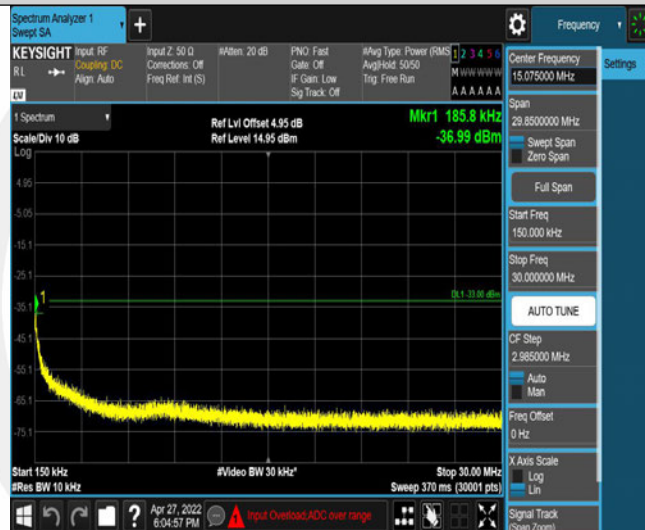 Spectrum Analyzer 1
Swept SA
Frequency
KEYSIGHT
RL
LXI
Input: RF
Coupling: DC
Align: Auto
Input Z: 50 Ω
Corrections: Off
Freq Ref: Int (S)
#Atten: 20 dB
PNO: Fast
Gate: Off
IF Gain: Low
Sig Track: Off
#Avg Type: Power (RMS
Avg|Hold: 50/50
Trig: Free Run
1 2 3 4 5 6
M W W W W W
A A A A A A
1 Spectrum
Scale/Div 10 dB
Log
Ref Lvl Offset 4.95 dB
Ref Level 14.95 dBm
Mkr1 185.8 kHz
-36.99 dBm
4.95
-5.05
-15.1
-25.1
-35.1
-45.1
-55.1
-65.1
-75.1
1
DL1 -33.00 dBm
Start 150 kHz
#Res BW 10 kHz
#Video BW 30 kHz*
Stop 30.00 MHz
Sweep 370 ms (30001 pts)
Center Frequency
15.075000 MHz
Settings
Span
29.8500000 MHz
Swept Span
Zero Span
Full Span
Start Freq
150.000 kHz
Stop Freq
30.000000 MHz
AUTO TUNE
CF Step
2.985000 MHz
Auto
Man
Freq Offset
0 Hz
X Axis Scale
Log
Lin
Signal Track
(Span Zoom)
?
Apr 27, 2022
6:04:57 PM
Input Overload;ADC over range